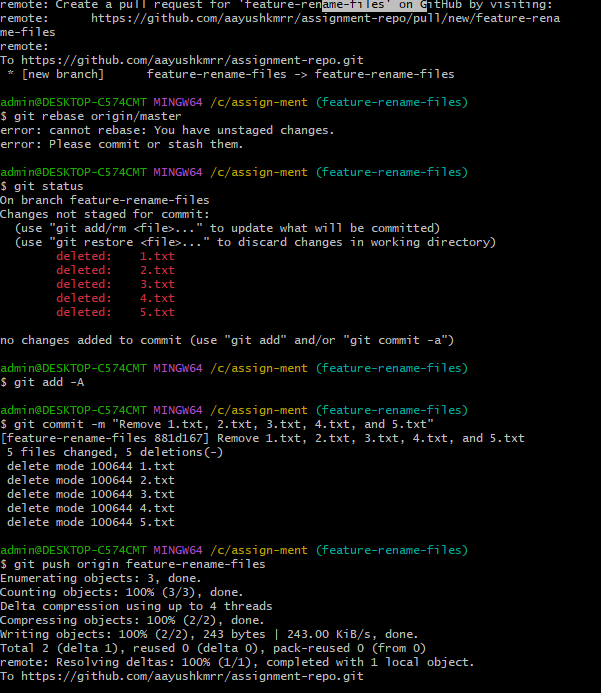 remote: Create a pull request for 'feature-rename-files' on GitHub by visiting:
remote:      https://github.com/aayushkmrr/assignment-repo/pull/new/feature-rena
me-files
remote:
To https://github.com/aayushkmrr/assignment-repo.git
 * [new branch]      feature-rename-files -> feature-rename-files
admin@DESKTOP-C574CMT MINGW64 /c/assign-ment (feature-rename-files)
$ git rebase origin/master
error: cannot rebase: You have unstaged changes.
error: Please commit or stash them.
admin@DESKTOP-C574CMT MINGW64 /c/assign-ment (feature-rename-files)
$ git status
On branch feature-rename-files
Changes not staged for commit:
  (use "git add/rm <file>..." to update what will be committed)
  (use "git restore <file>..." to discard changes in working directory)
        deleted:    1.txt
        deleted:    2.txt
        deleted:    3.txt
        deleted:    4.txt
        deleted:    5.txt
no changes added to commit (use "git add" and/or "git commit -a")
admin@DESKTOP-C574CMT MINGW64 /c/assign-ment (feature-rename-files)
$ git add -A
admin@DESKTOP-C574CMT MINGW64 /c/assign-ment (feature-rename-files)
$ git commit -m "Remove 1.txt, 2.txt, 3.txt, 4.txt, and 5.txt"
[feature-rename-files 881d167] Remove 1.txt, 2.txt, 3.txt, 4.txt, and 5.txt
 5 files changed, 5 deletions(-)
 delete mode 100644 1.txt
 delete mode 100644 2.txt
 delete mode 100644 3.txt
 delete mode 100644 4.txt
 delete mode 100644 5.txt
admin@DESKTOP-C574CMT MINGW64 /c/assign-ment (feature-rename-files)
$ git push origin feature-rename-files
Enumerating objects: 3, done.
Counting objects: 100% (3/3), done.
Delta compression using up to 4 threads
Compressing objects: 100% (2/2), done.
Writing objects: 100% (2/2), 243 bytes | 243.00 KiB/s, done.
Total 2 (delta 1), reused 0 (delta 0), pack-reused 0 (from 0)
remote: Resolving deltas: 100% (1/1), completed with 1 local object.
To https://github.com/aayushkmrr/assignment-repo.git